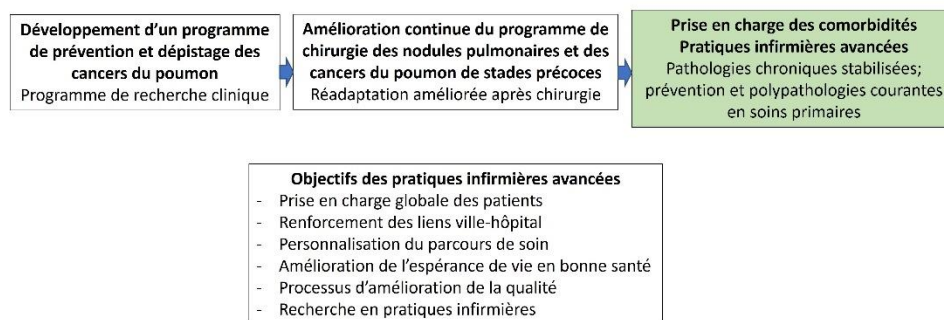 Développement d'un programme
de prévention et dépistage des
cancers du poumon
Programme de recherche clinique
Amélioration continue du programme de
chirurgie des nodules pulmonaires et des
cancers du poumon de stades précoces
Réadaptation améliorée après chirurgie
Prise en charge des comorbidités
Pratiques infirmières avancées
Pathologies chroniques stabilisées;
prévention et polypathologies courantes
en soins primaires
Objectifs des pratiques infirmières avancées
- Prise en charge globale des patients
- Renforcement des liens ville-hôpital
- Personnalisation du parcours de soin
- Amélioration de l'espérance de vie en bonne santé
- Processus d'amélioration de la qualité
- Recherche en pratiques infirmières